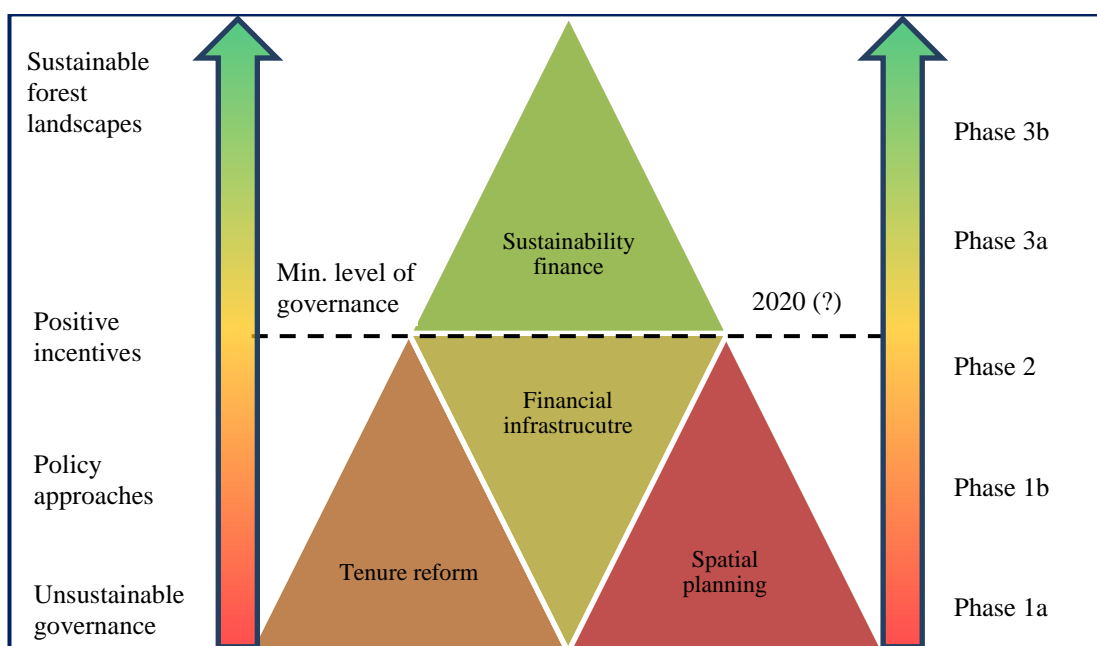 Sustainable
forest
landscapes
Phase 3b
Sustainability
finance
Phase 3a
Min. level of
governance
2020 (?)
Positive
incentives
Phase 2
Financial
infrastrucutre
Policy
approaches
Phase 1b
Tenure reform
Spatial
planning
Unsustainable
governance
Phase 1a